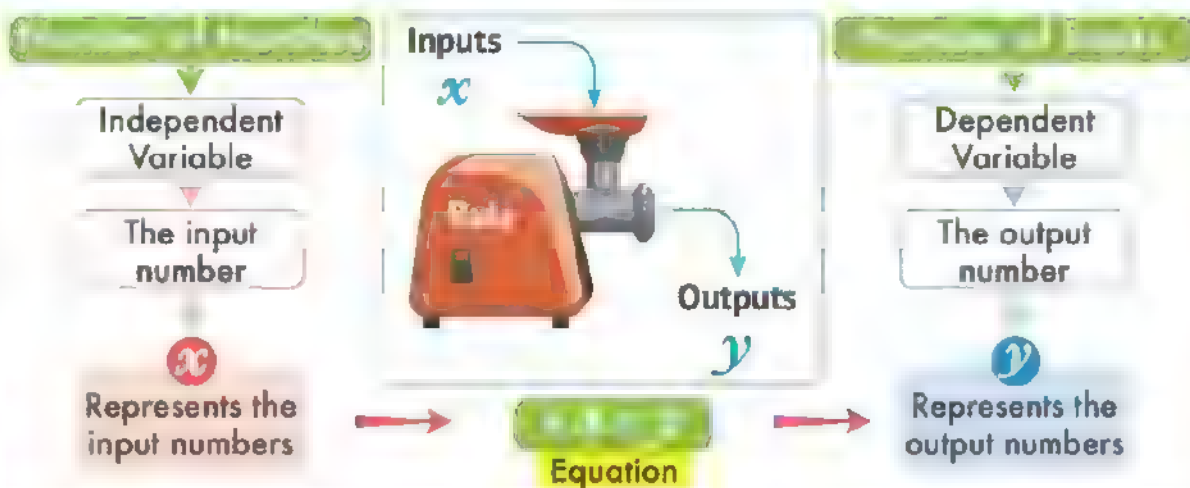 Inputs
x
Outputs
y
Independent
Variable
The input
number
x
Represents the
input numbers
Equation
Dependent
Variable
The output
number
y
Represents the
output numbers